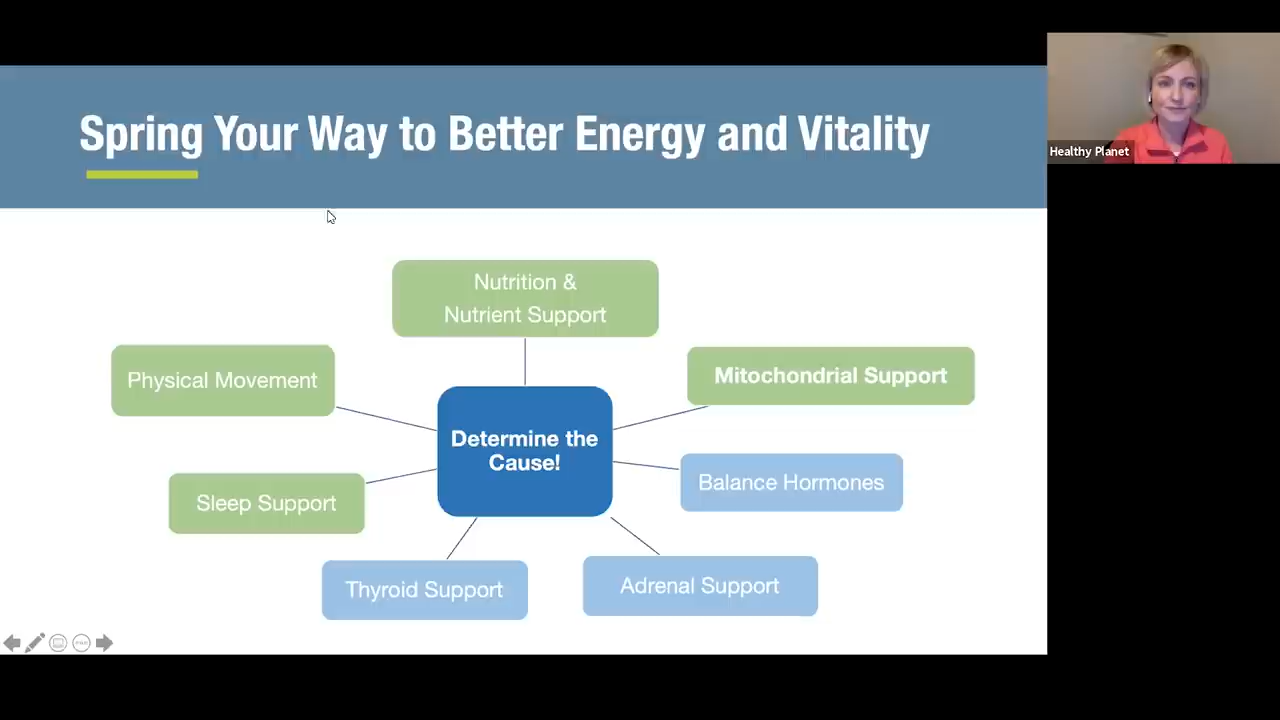 Spring Your Way to Better Energy and Vitality
Healthy Planet
Nutrition &
Nutrient Support
Physical Movement
Mitochondrial Support
Determine the
Cause!
Balance Hormones
Sleep Support
Thyroid Support
Adrenal Support